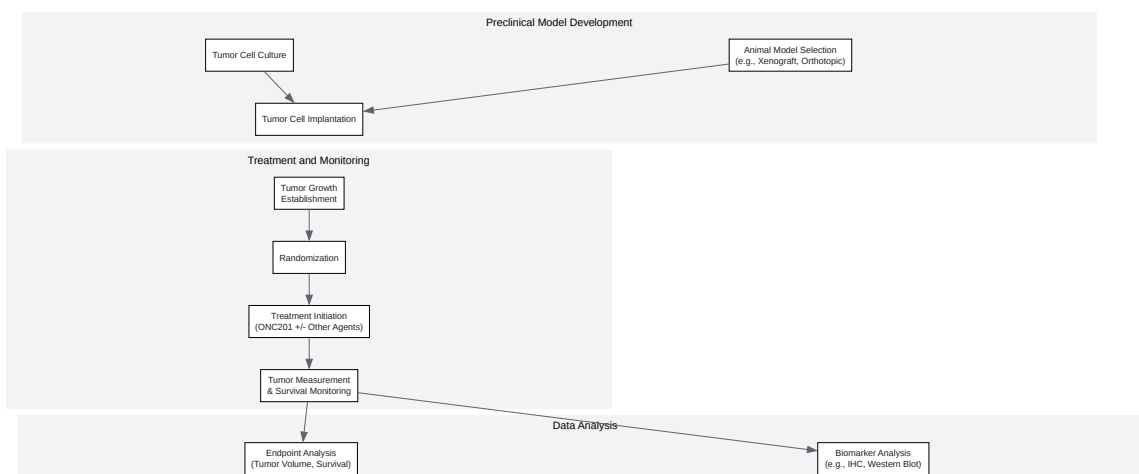 Preclinical Model Development
Tumor Cell Culture
Animal Model Selection
(e.g., Xenograft, Orthotopic)
Tumor Cell Implantation
Treatment and Monitoring
Tumor Growth
Establishment
Randomization
Treatment Initiation
(ONC201 +/- Other Agents)
Tumor Measurement
& Survival Monitoring
Data Analysis
Endpoint Analysis
(Tumor Volume, Survival)
Biomarker Analysis
(e.g., IHC, Western Blot)